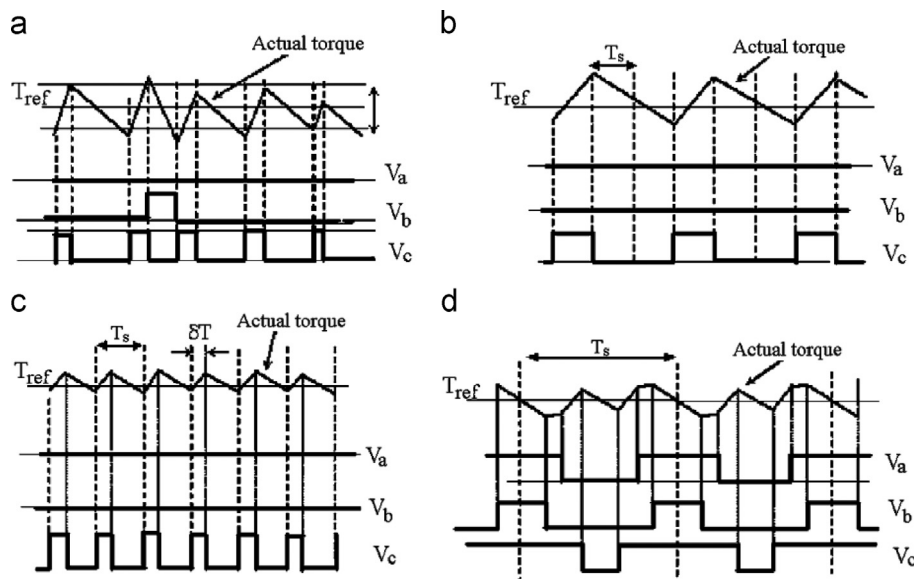 a
Actual torque
T_ref
V_a
V_b
V_c
b
T_s
Actual torque
T_ref
V_a
V_b
V_c
c
T_s
δT
Actual torque
T_ref
V_a
V_b
V_c
d
T_s
Actual torque
T_ref
V_a
V_b
V_c